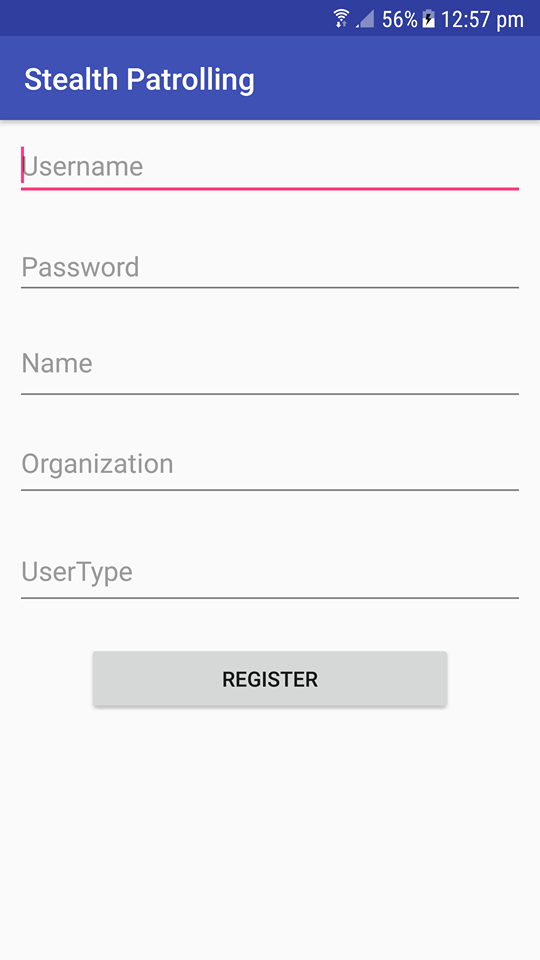 56% 12:57 pm
Stealth Patrolling
Username
Password
Name
Organization
UserType
REGISTER